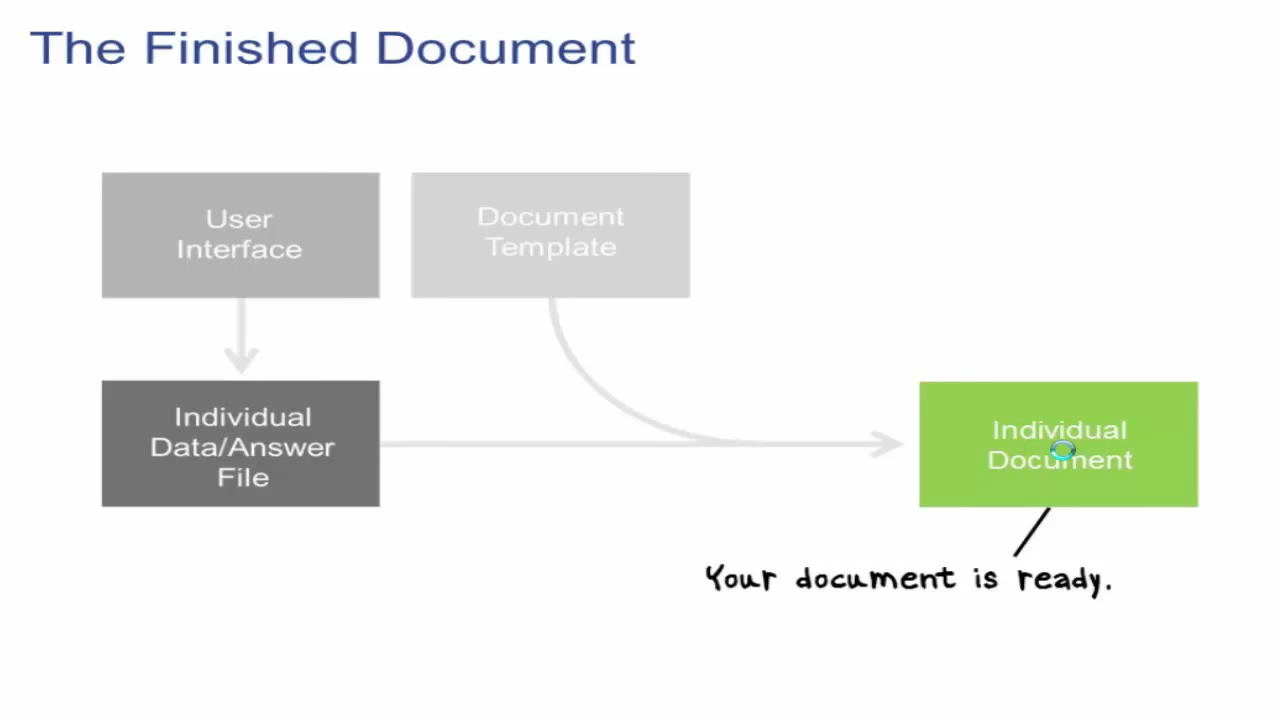 The Finished Document
User
Interface
Document
Template
Individual
Data/Answer
File
Individual
Document
Your document is ready.